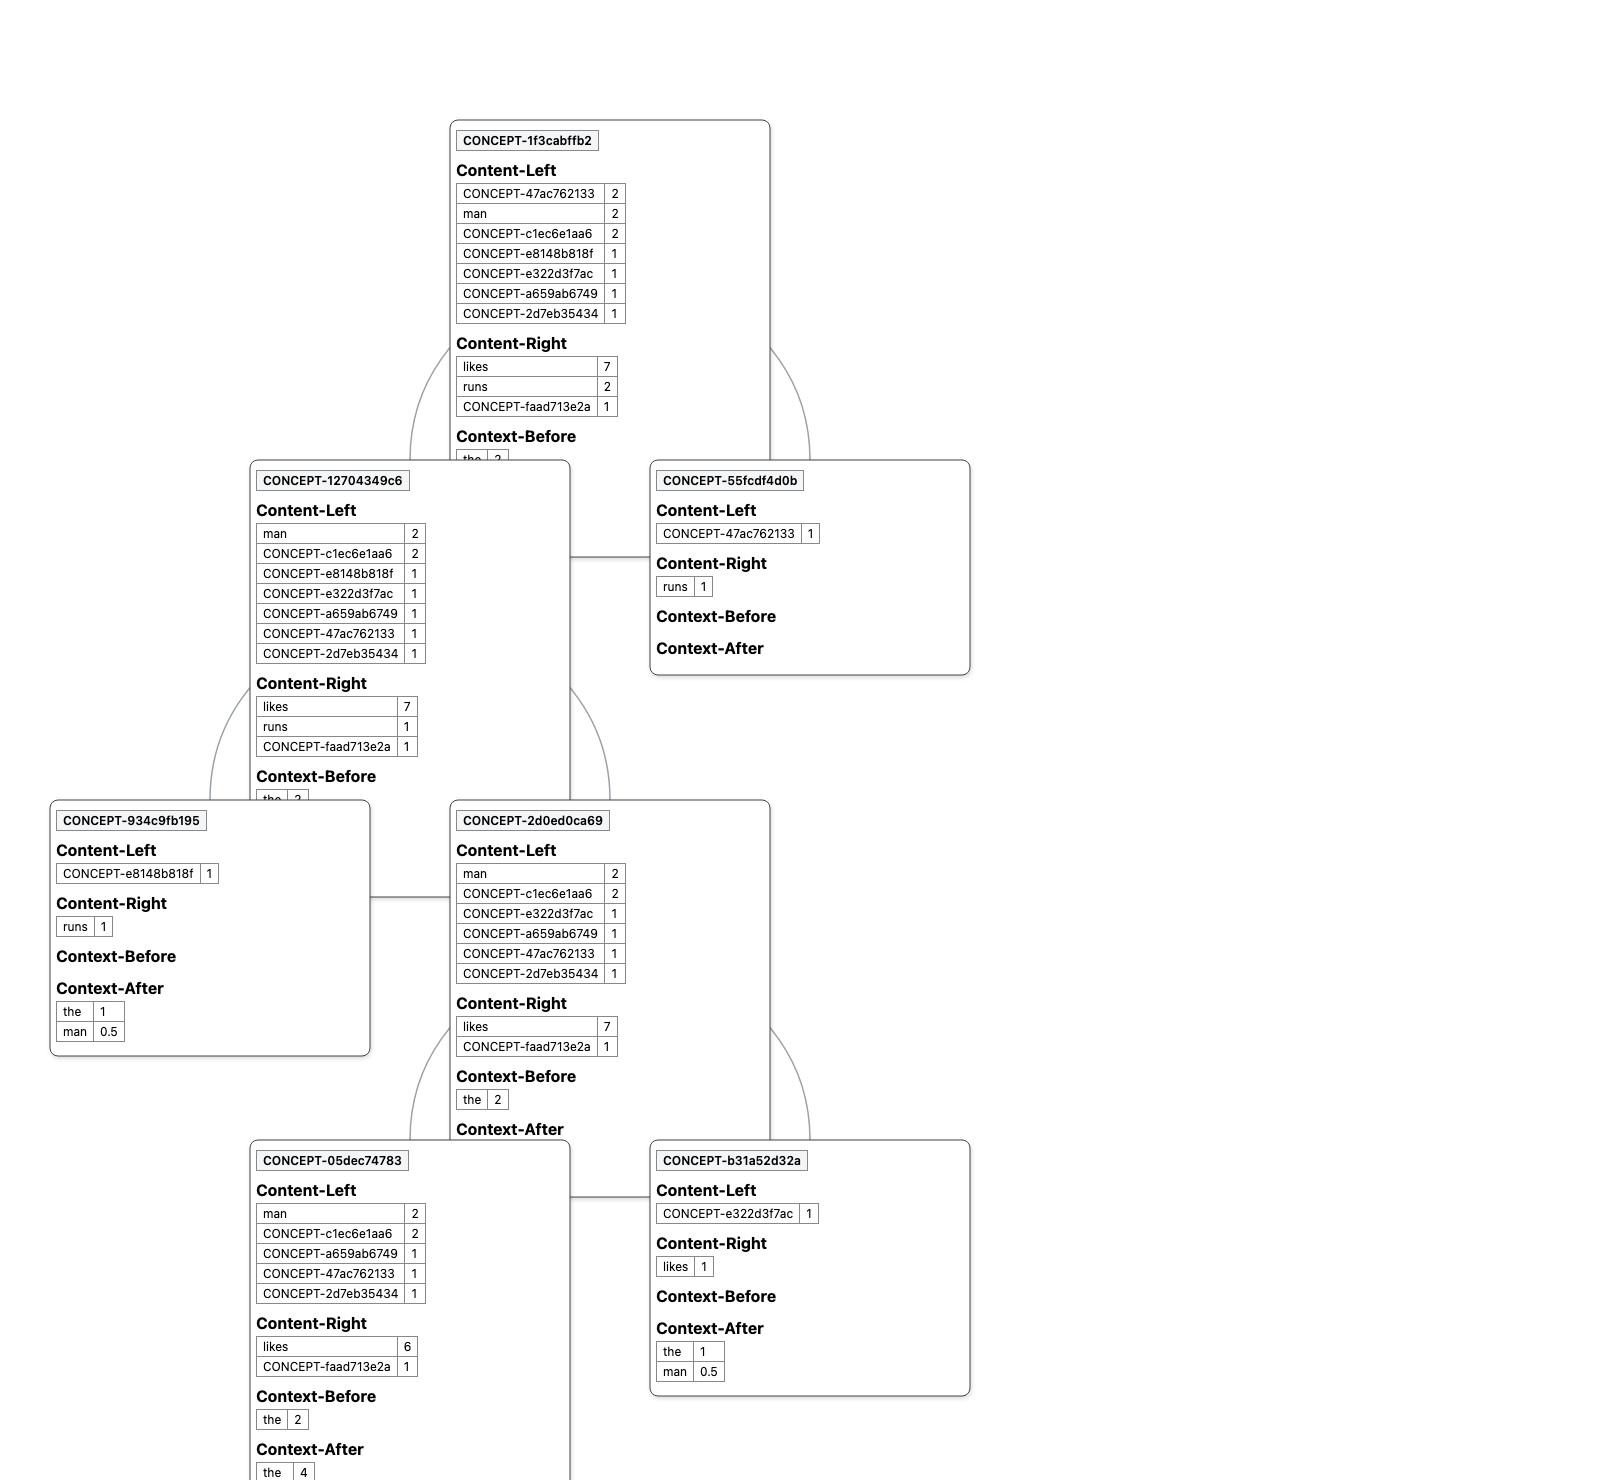 CONCEPT-1f3cabffb2
Content-Left
CONCEPT-47ac762133 2
man 2
CONCEPT-c1ec6e1aa6 2
CONCEPT-e8148b818f 1
CONCEPT-e322d3f7ac 1
CONCEPT-a659ab6749 1
CONCEPT-2d7eb35434 1
Content-Right
likes 7
runs 2
CONCEPT-faad713e2a 1
Context-Before
the 2
CONCEPT-12704349c6
Content-Left
man 2
CONCEPT-c1ec6e1aa6 2
CONCEPT-e8148b818f 1
CONCEPT-e322d3f7ac 1
CONCEPT-a659ab6749 1
CONCEPT-47ac762133 1
CONCEPT-2d7eb35434 1
Content-Right
likes 7
runs 1
CONCEPT-faad713e2a 1
Context-Before
the 2
CONCEPT-55fcdf4d0b
Content-Left
CONCEPT-47ac762133 1
Content-Right
runs 1
Context-Before
Context-After
CONCEPT-934c9fb195
Content-Left
CONCEPT-e8148b818f 1
Content-Right
runs 1
Context-Before
Context-After
the 1
man 0.5
CONCEPT-2d0ed0ca69
Content-Left
man 2
CONCEPT-c1ec6e1aa6 2
CONCEPT-e322d3f7ac 1
CONCEPT-a659ab6749 1
CONCEPT-47ac762133 1
CONCEPT-2d7eb35434 1
Content-Right
likes 7
CONCEPT-faad713e2a 1
Context-Before
the 2
Context-After
CONCEPT-05dec74783
Content-Left
man 2
CONCEPT-c1ec6e1aa6 2
CONCEPT-a659ab6749 1
CONCEPT-47ac762133 1
CONCEPT-2d7eb35434 1
Content-Right
likes 6
CONCEPT-faad713e2a 1
Context-Before
the 2
Context-After
the 4
CONCEPT-b31a52d32a
Content-Left
CONCEPT-e322d3f7ac 1
Content-Right
likes 1
Context-Before
Context-After
the 1
man 0.5